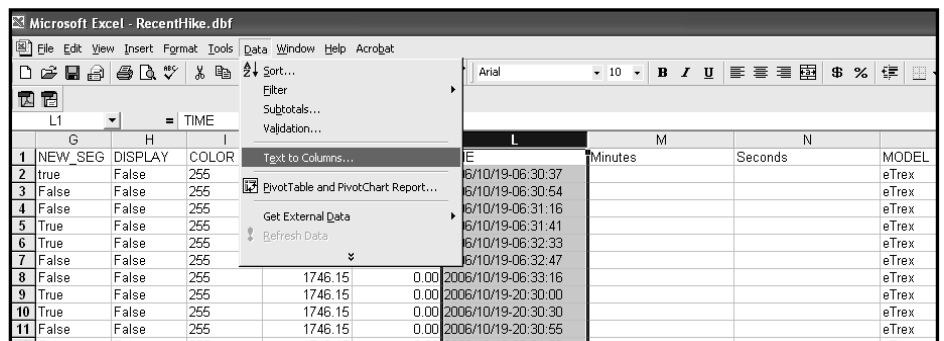 Microsoft Excel - RecentHike.dbf
File Edit View Insert Format Tools Data Window Help Acrobat
Arial 10 B I U $ %
L1 = TIME
Sort...
Filter
Subtotals...
Validation...
Text to Columns...
PivotTable and PivotChart Report...
Get External Data
Refresh Data
G H I L M N
1 NEW_SEG DISPLAY COLOR ME Minutes Seconds MODEL
2 true False 255 6/10/19-06:30:37 eTrex
3 False False 255 6/10/19-06:30:54 eTrex
4 False False 255 6/10/19-06:31:16 eTrex
5 True False 255 6/10/19-06:31:41 eTrex
6 True False 255 6/10/19-06:32:33 eTrex
7 False False 255 6/10/19-06:32:47 eTrex
8 False False 255 1746.15 0.00 2006/10/19-06:33:16 eTrex
9 True False 255 1746.15 0.00 2006/10/19-20:30:00 eTrex
10 True False 255 1746.15 0.00 2006/10/19-20:30:30 eTrex
11 False False 255 1746.15 0.00 2006/10/19-20:30:55 eTrex